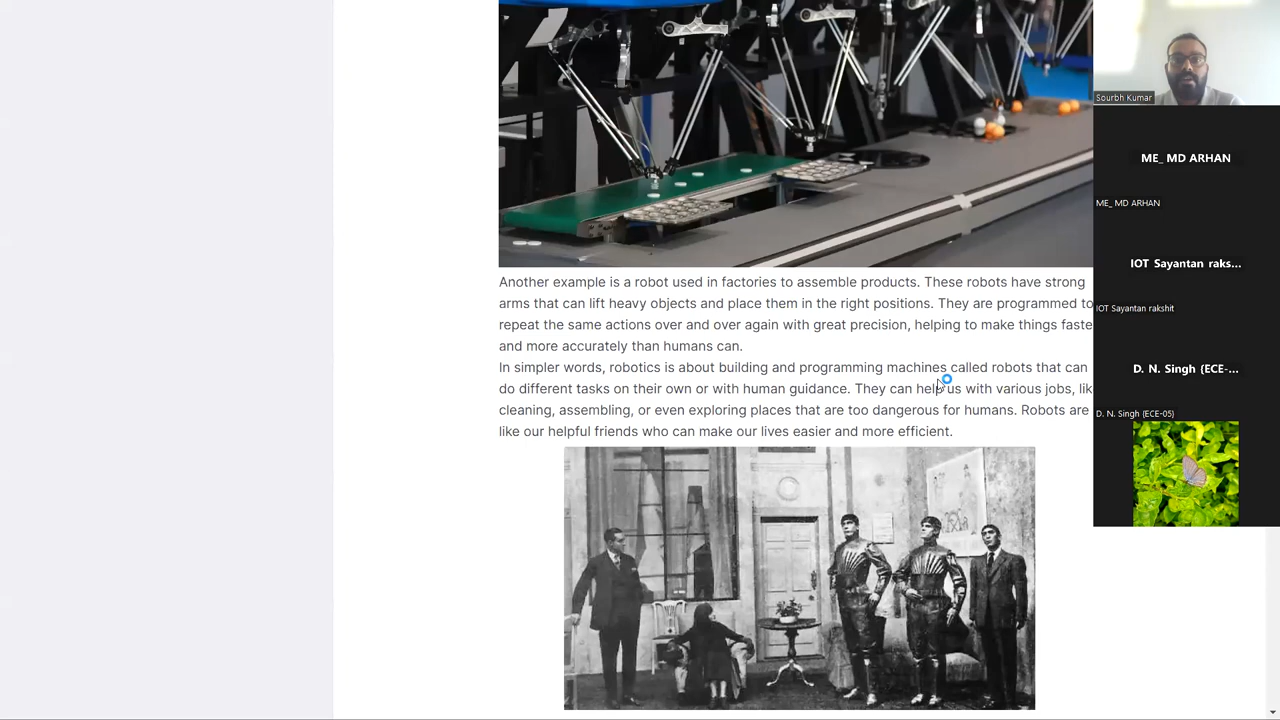 Another example is a robot used in factories to assemble products. These robots have strong
arms that can lift heavy objects and place them in the right positions. They are programmed to
repeat the same actions over and over again with great precision, helping to make things faste
and more accurately than humans can.
In simpler words, robotics is about building and programming machines called robots that can
do different tasks on their own or with human guidance. They can help us with various jobs, lik
cleaning, assembling, or even exploring places that are too dangerous for humans. Robots are
like our helpful friends who can make our lives easier and more efficient.
Sourbh Kumar
ME_ MD ARHAN
ME_ MD ARHAN
IOT Sayantan raks...
IOT Sayantan rakshit
D. N. Singh (ECE-...
D. N. Singh (ECE-05)